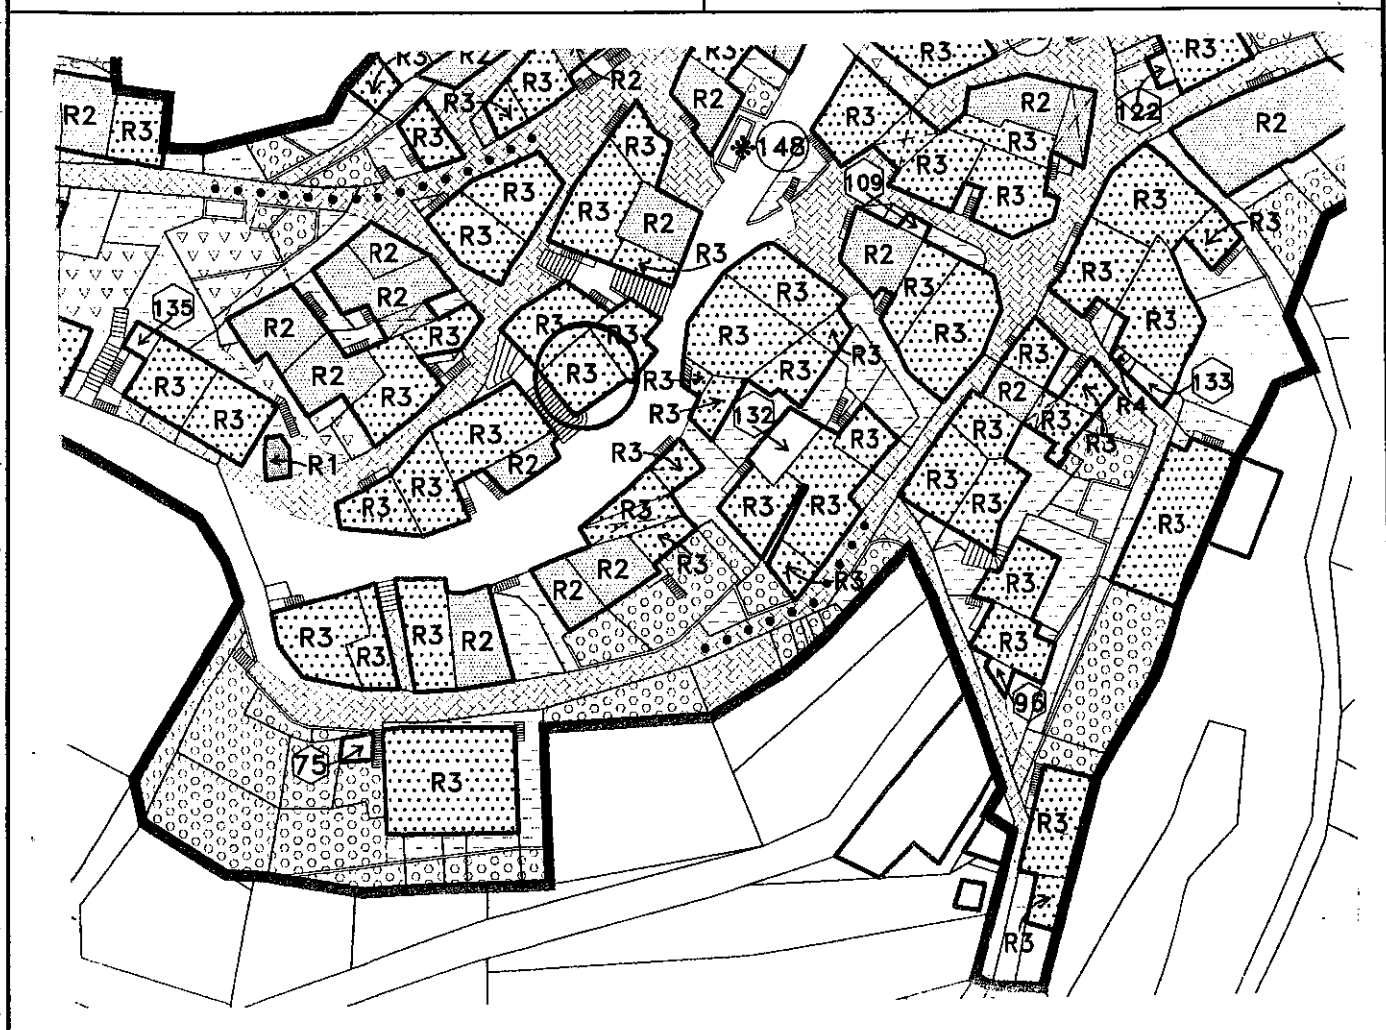 R3 R2 R3 R3
R3 R2 R3 R2 R2 122
R2 R3 R3 R3 R3 R2
148
R3 R3 109 R3
R3 R3 R2 R3 R3
R3 R2 R2 R3
R2 R3 R3
135 R2 R3 R3
R2 R3 R3 R3 R3 R3 R3 R3
R3 R3 R3
R3 R2 R3 R3 R3 R2 133
R3 R3 R3 132 R3 R4
R3 R3 R3 R3
R1 R2 R3
R3 R3 R3 R3 R3 R3 R3 R3
R3 R2 R3
R2 R3 R3
R3 R3 R2 R3
R3
96
75 R3
R3
R3